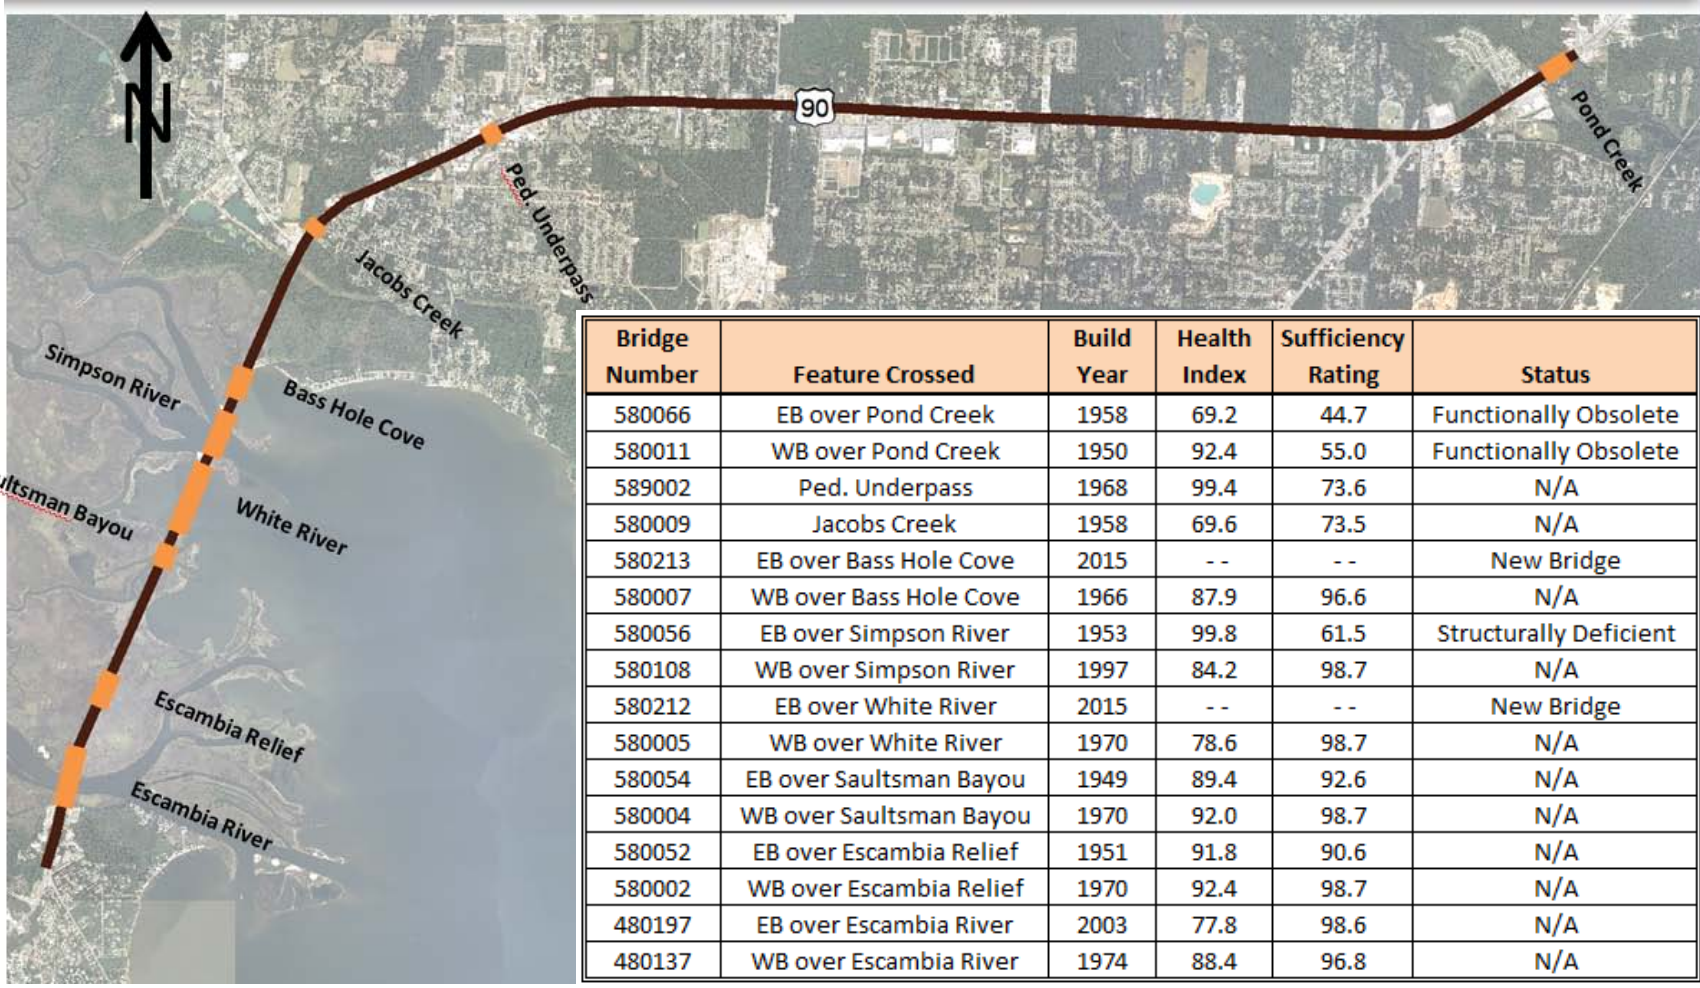 N
90
Pond Creek
Ped. Underpass
Jacobs Creek
Simpson River
Bass Hole Cove
ultsman Bayou
White River
Escambia Relief
Escambia River
Bridge Number Feature Crossed Build Year Health Index Sufficiency Rating Status
580066 EB over Pond Creek 1958 69.2 44.7 Functionally Obsolete
580011 WB over Pond Creek 1950 92.4 55.0 Functionally Obsolete
589002 Ped. Underpass 1968 99.4 73.6 N/A
580009 Jacobs Creek 1958 69.6 73.5 N/A
580213 EB over Bass Hole Cove 2015 - - - - New Bridge
580007 WB over Bass Hole Cove 1966 87.9 96.6 N/A
580056 EB over Simpson River 1953 99.8 61.5 Structurally Deficient
580108 WB over Simpson River 1997 84.2 98.7 N/A
580212 EB over White River 2015 - - - - New Bridge
580005 WB over White River 1970 78.6 98.7 N/A
580054 EB over Saultsman Bayou 1949 89.4 92.6 N/A
580004 WB over Saultsman Bayou 1970 92.0 98.7 N/A
580052 EB over Escambia Relief 1951 91.8 90.6 N/A
580002 WB over Escambia Relief 1970 92.4 98.7 N/A
480197 EB over Escambia River 2003 77.8 98.6 N/A
480137 WB over Escambia River 1974 88.4 96.8 N/A